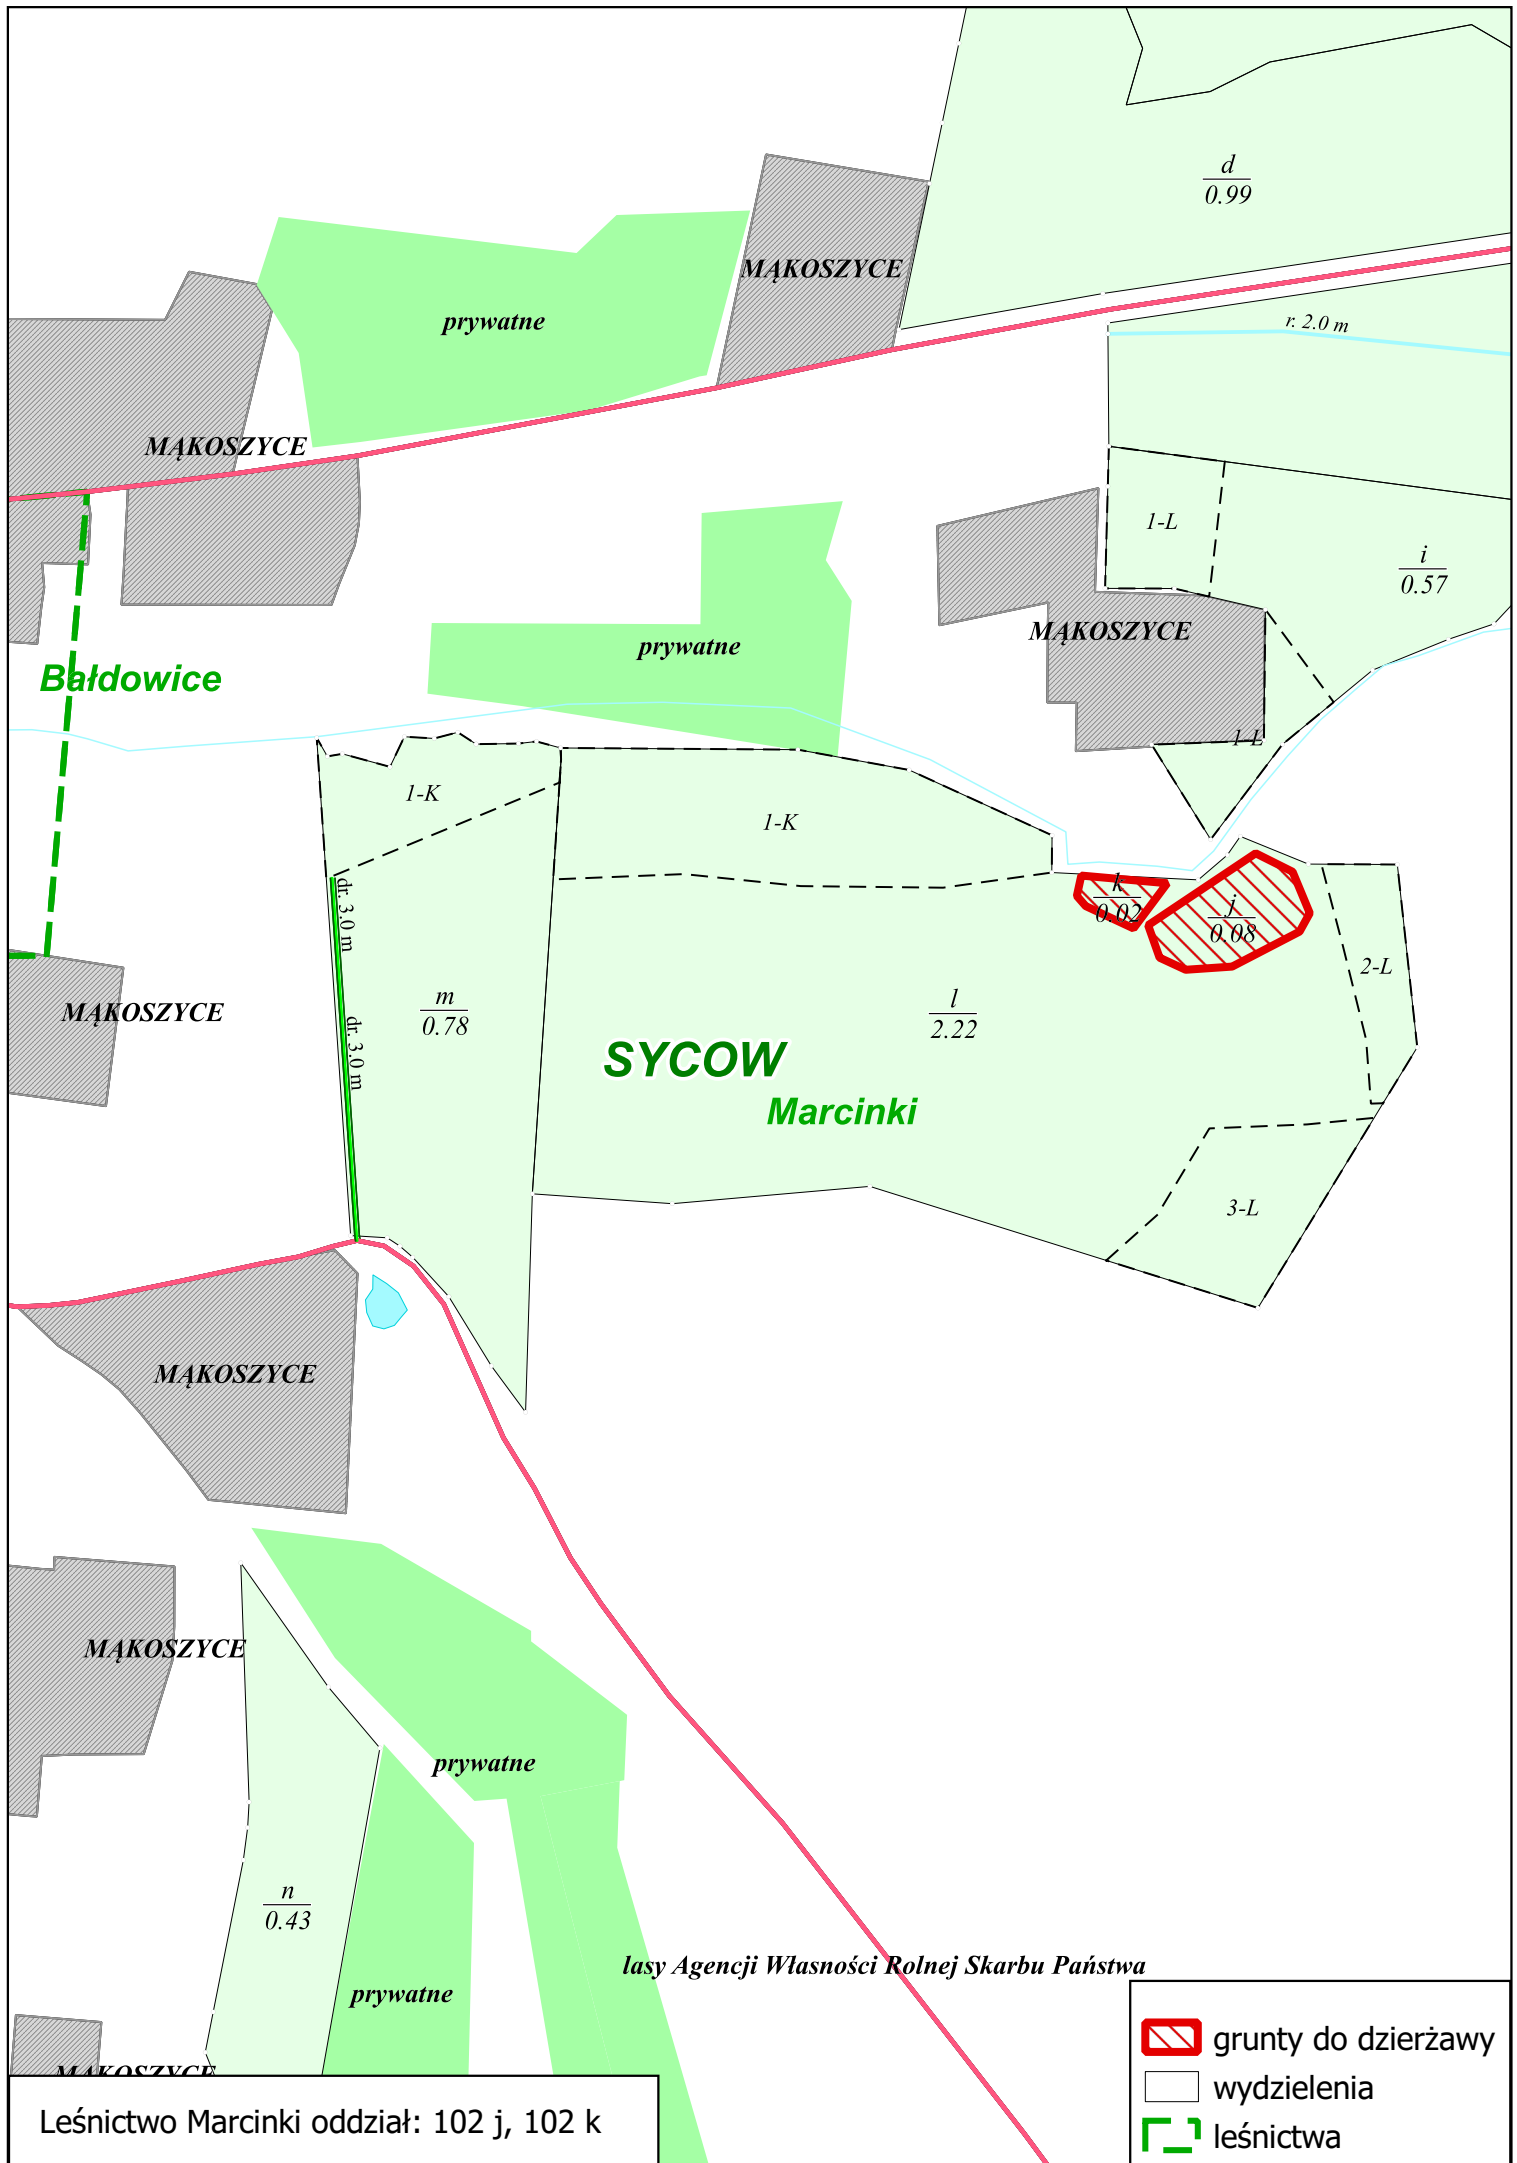 d
0.99
MĄKOSZYCE
prywatne
r. 2.0 m
MĄKOSZYCE
1-L
i
0.57
prywatne
MĄKOSZYCE
Bałdowice
1-L
1-K
1-K
k
0.02
j
0.08
dr. 3.0 m
2-L
m
0.78
l
2.22
MĄKOSZYCE
dr. 3.0 m
SYCOW
Marcinki
3-L
MĄKOSZYCE
MĄKOSZYCE
prywatne
n
0.43
lasy Agencji Własności Rolnej Skarbu Państwa
prywatne
MĄKOSZYCE
grunty do dzierżawy
wydzielenia
leśnictwa
Leśnictwo Marcinki oddział: 102 j, 102 k